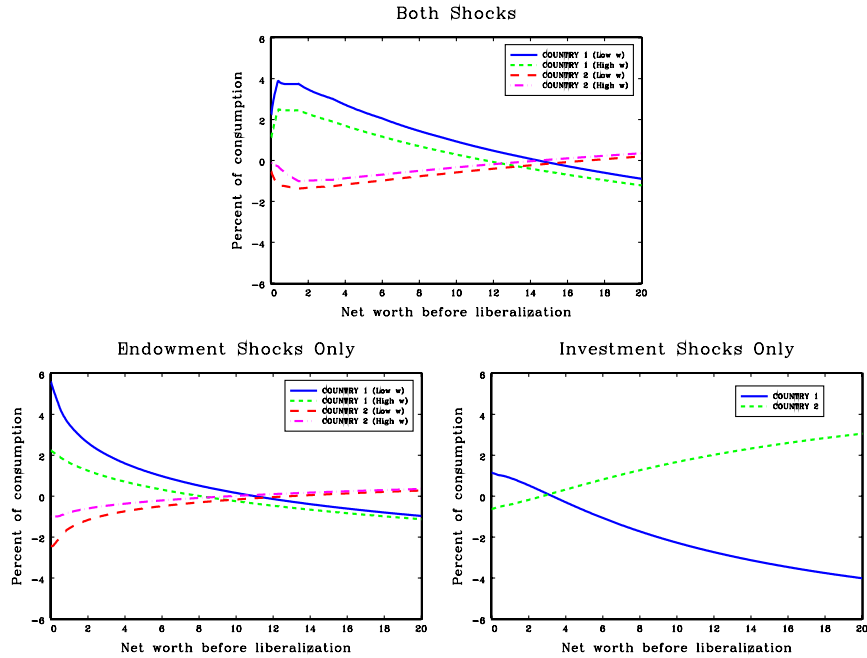 Both Shocks
Percent of consumption
6
4
2
0
-2
-4
-6
COUNTRY 1 (Low w)
COUNTRY 1 (High w)
COUNTRY 2 (Low w)
COUNTRY 2 (High w)
0 2 4 6 8 10 12 14 16 18 20
Net worth before liberalization
Endowment Shocks Only
Percent of consumption
6
4
2
0
-2
-4
-6
COUNTRY 1 (Low w)
COUNTRY 1 (High w)
COUNTRY 2 (Low w)
COUNTRY 2 (High w)
0 2 4 6 8 10 12 14 16 18 20
Net worth before liberalization
Investment Shocks Only
Percent of consumption
6
4
2
0
-2
-4
-6
COUNTRY 1
COUNTRY 2
0 2 4 6 8 10 12 14 16 18 20
Net worth before liberalization